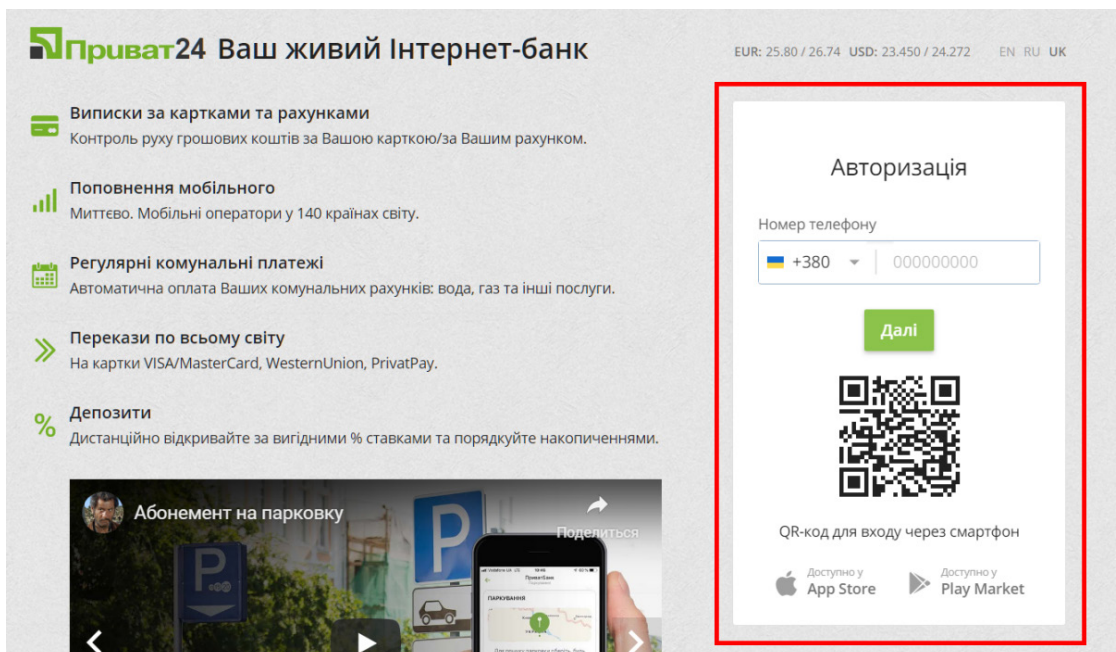 Приват24 Ваш живий Інтернет-банк
EUR: 25.80 / 26.74 USD: 23.450 / 24.272 EN RU UK
Виписки за картками та рахунками
Контроль руху грошових коштів за Вашою карткою/за Вашим рахунком.
Поповнення мобільного
Миттєво. Мобільні оператори у 140 країнах світу.
Регулярні комунальні платежі
Автоматична оплата Ваших комунальних рахунків: вода, газ та інші послуги.
Перекази по всьому світу
На картки VISA/MasterCard, WesternUnion, PrivatPay.
%
Депозити
Дистанційно відкривайте за вигідними % ставками та порядкуйте накопиченнями.
Абонемент на парковку
Поделиться
P
P
ПриватБанк
ПАРКУВАННЯ
Авторизація
Номер телефону
+380 000000000
Далі
QR-код для входу через смартфон
Доступно у
App Store
Доступно у
Play Market